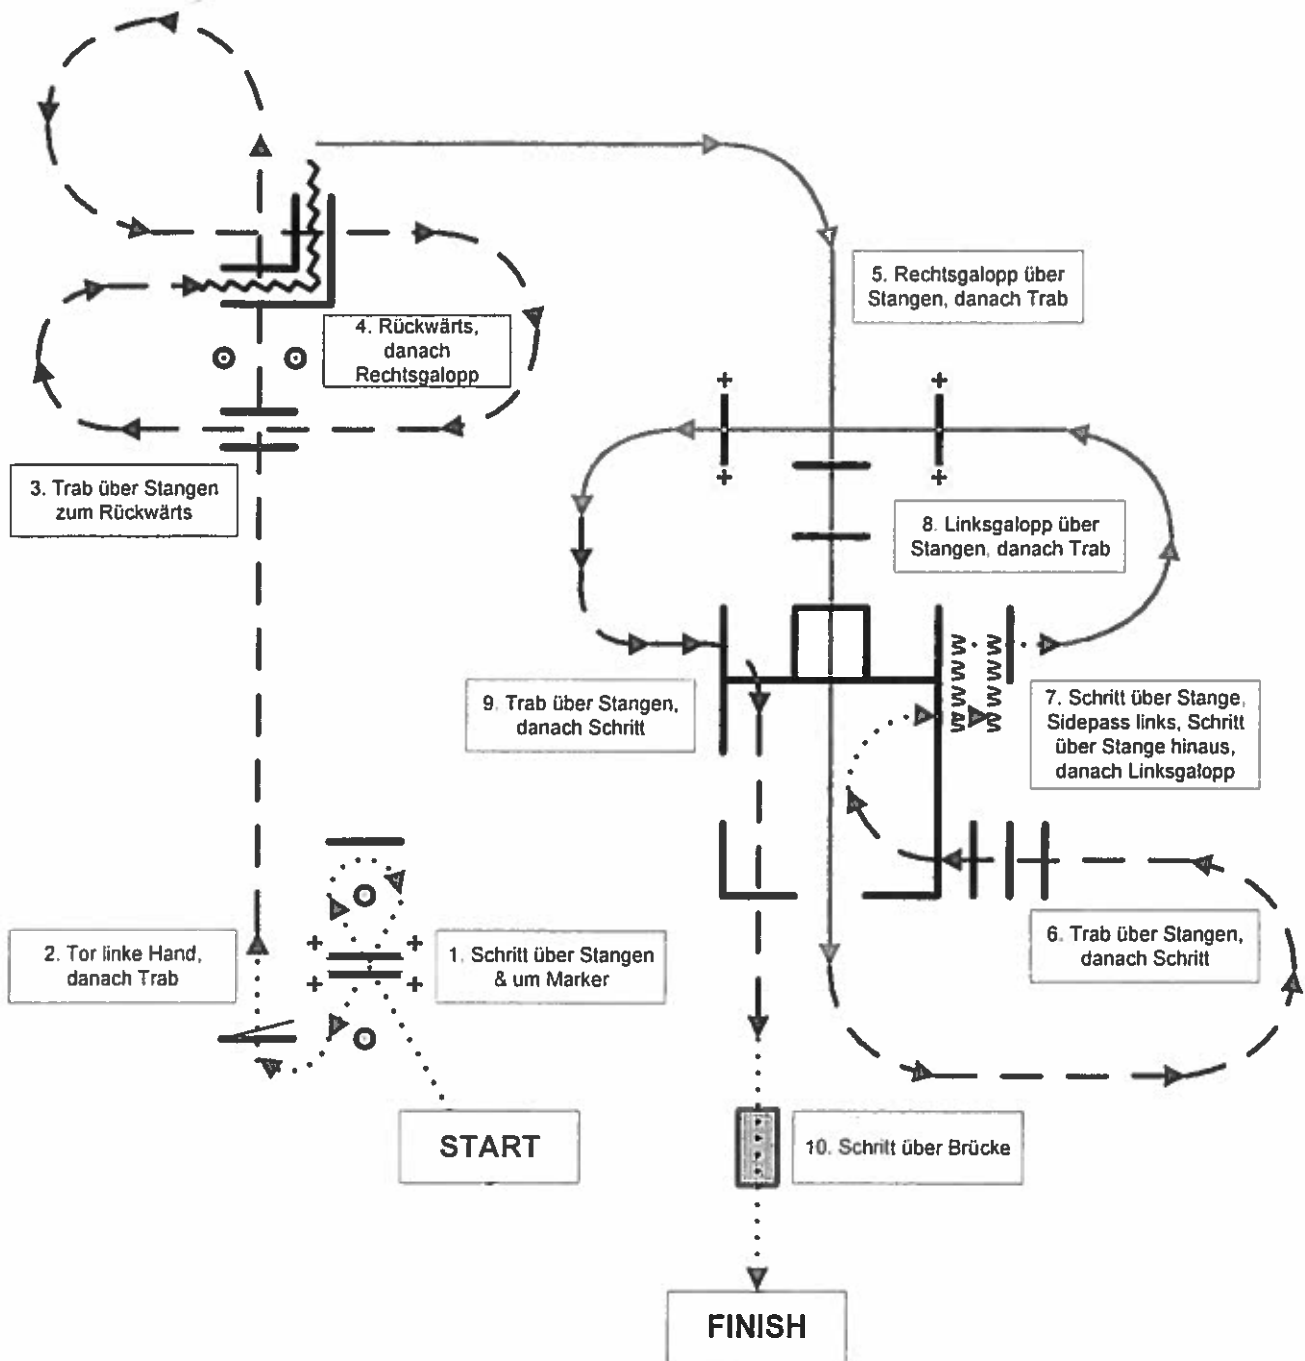 START
1. Schritt über Stangen
& um Marker
2. Tor linke Hand,
danach Trab
3. Trab über Stangen
zum Rückwärts
4. Rückwärts,
danach
Rechtsgalopp
5. Rechtsgalopp über
Stangen, danach Trab
6. Trab über Stangen,
danach Schritt
7. Schritt über Stange,
Sidepass links, Schritt
über Stange hinaus,
danach Linksgalopp
8. Linksgalopp über
Stangen, danach Trab
9. Trab über Stangen,
danach Schritt
10. Schritt über Brücke
FINISH